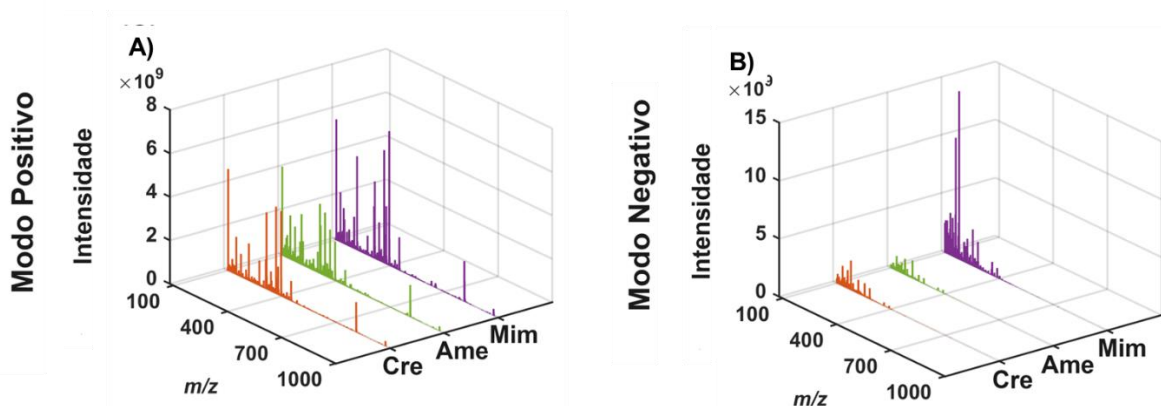 A)
×10⁹
8
6
4
2
0
100
400
700
1000
m/z
Intensidade
Modo Positivo
Cre
Ame
Mim
B)
×10⁹
15
10
5
0
100
400
700
1000
m/z
Intensidade
Modo Negativo
Cre
Ame
Mim